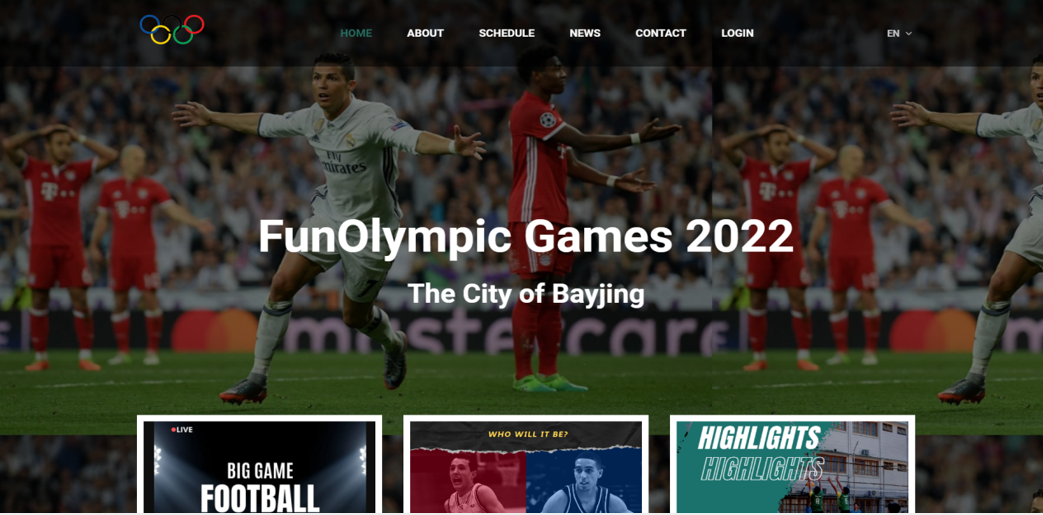 HOME ABOUT SCHEDULE NEWS CONTACT LOGIN EN
Fly
Emirates
FunOlympic Games 2022
7
The City of Bayjing
mastercard
LIVE
BIG GAME
FOOTBALL
WHO WILL IT BE?
HIGHLIGHTS
HIGHLIGHTS